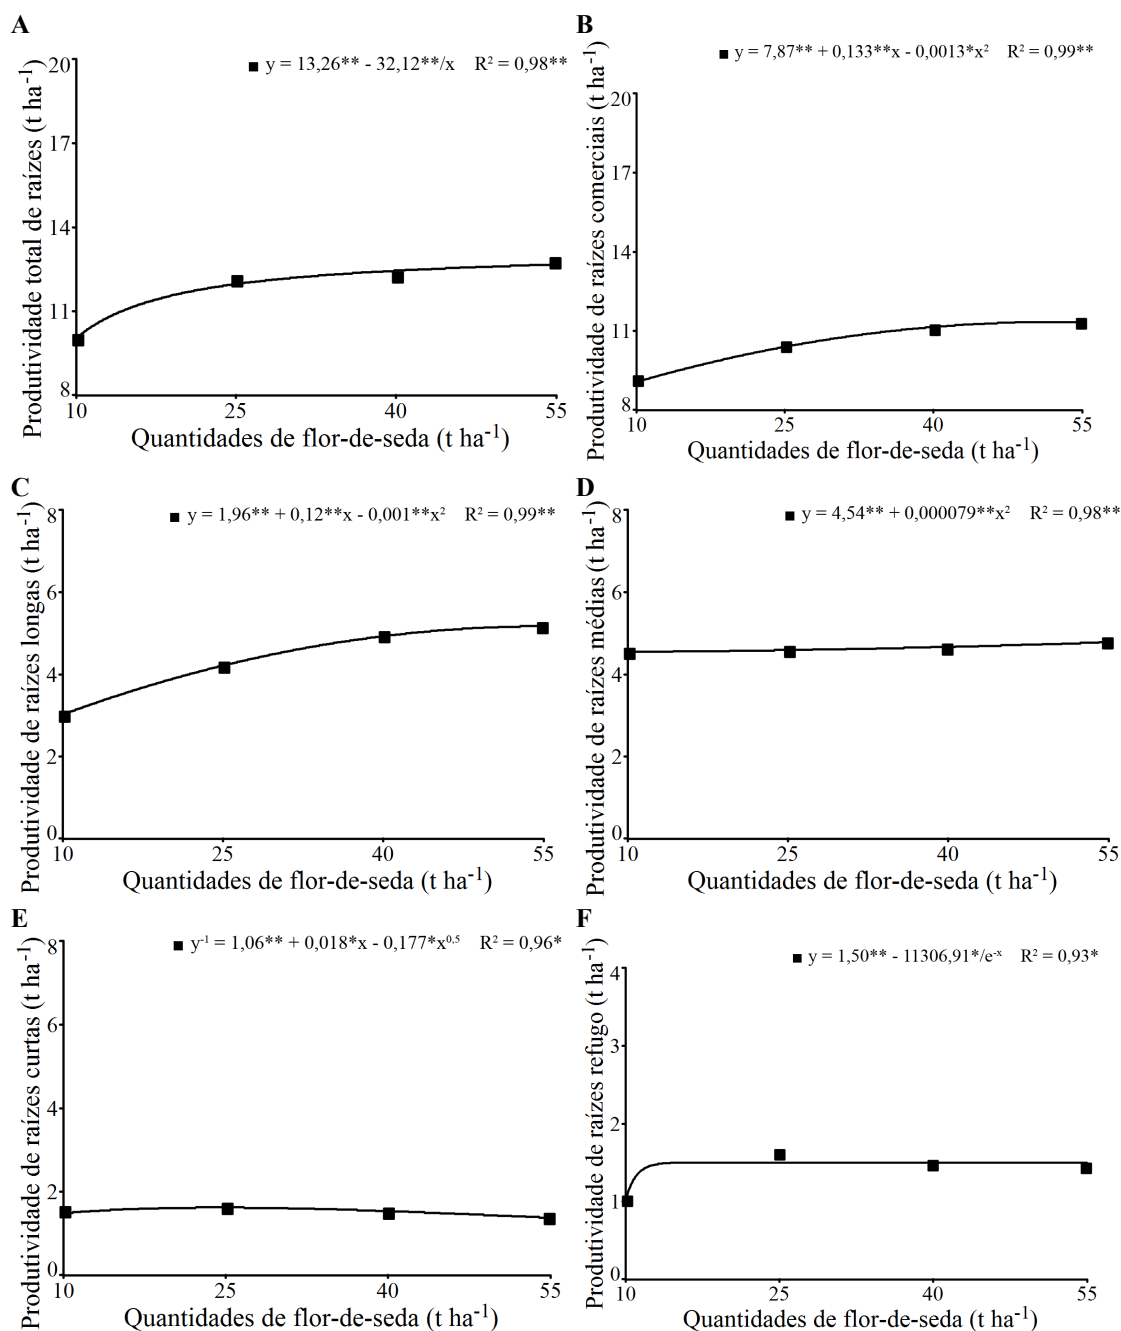 A
■ y = 13,26** - 32,12**/x R² = 0,98**
Produtividade total de raízes (t ha⁻¹)
20
17
14
11
8
10 25 40 55
Quantidades de flor-de-seda (t ha⁻¹)
B
■ y = 7,87** + 0,133**x - 0,0013*x² R² = 0,99**
Produtividade de raízes comerciais (t ha⁻¹)
20
17
14
11
8
10 25 40 55
Quantidades de flor-de-seda (t ha⁻¹)
C
■ y = 1,96** + 0,12**x - 0,001**x² R² = 0,99**
Produtividade de raízes longas (t ha⁻¹)
8
6
4
2
0
10 25 40 55
Quantidades de flor-de-seda (t ha⁻¹)
D
■ y = 4,54** + 0,000079**x² R² = 0,98**
Produtividade de raízes médias (t ha⁻¹)
8
6
4
2
0
10 25 40 55
Quantidades de flor-de-seda (t ha⁻¹)
E
■ y⁻¹ = 1,06** + 0,018*x - 0,177*x⁰·⁵ R² = 0,96*
Produtividade de raízes curtas (t ha⁻¹)
8
6
4
2
0
10 25 40 55
Quantidades de flor-de-seda (t ha⁻¹)
F
■ y = 1,50** - 11306,91*/e⁻ˣ R² = 0,93*
Produtividade de raízes refugo (t ha⁻¹)
4
3
2
1
0
10 25 40 55
Quantidades de flor-de-seda (t ha⁻¹)